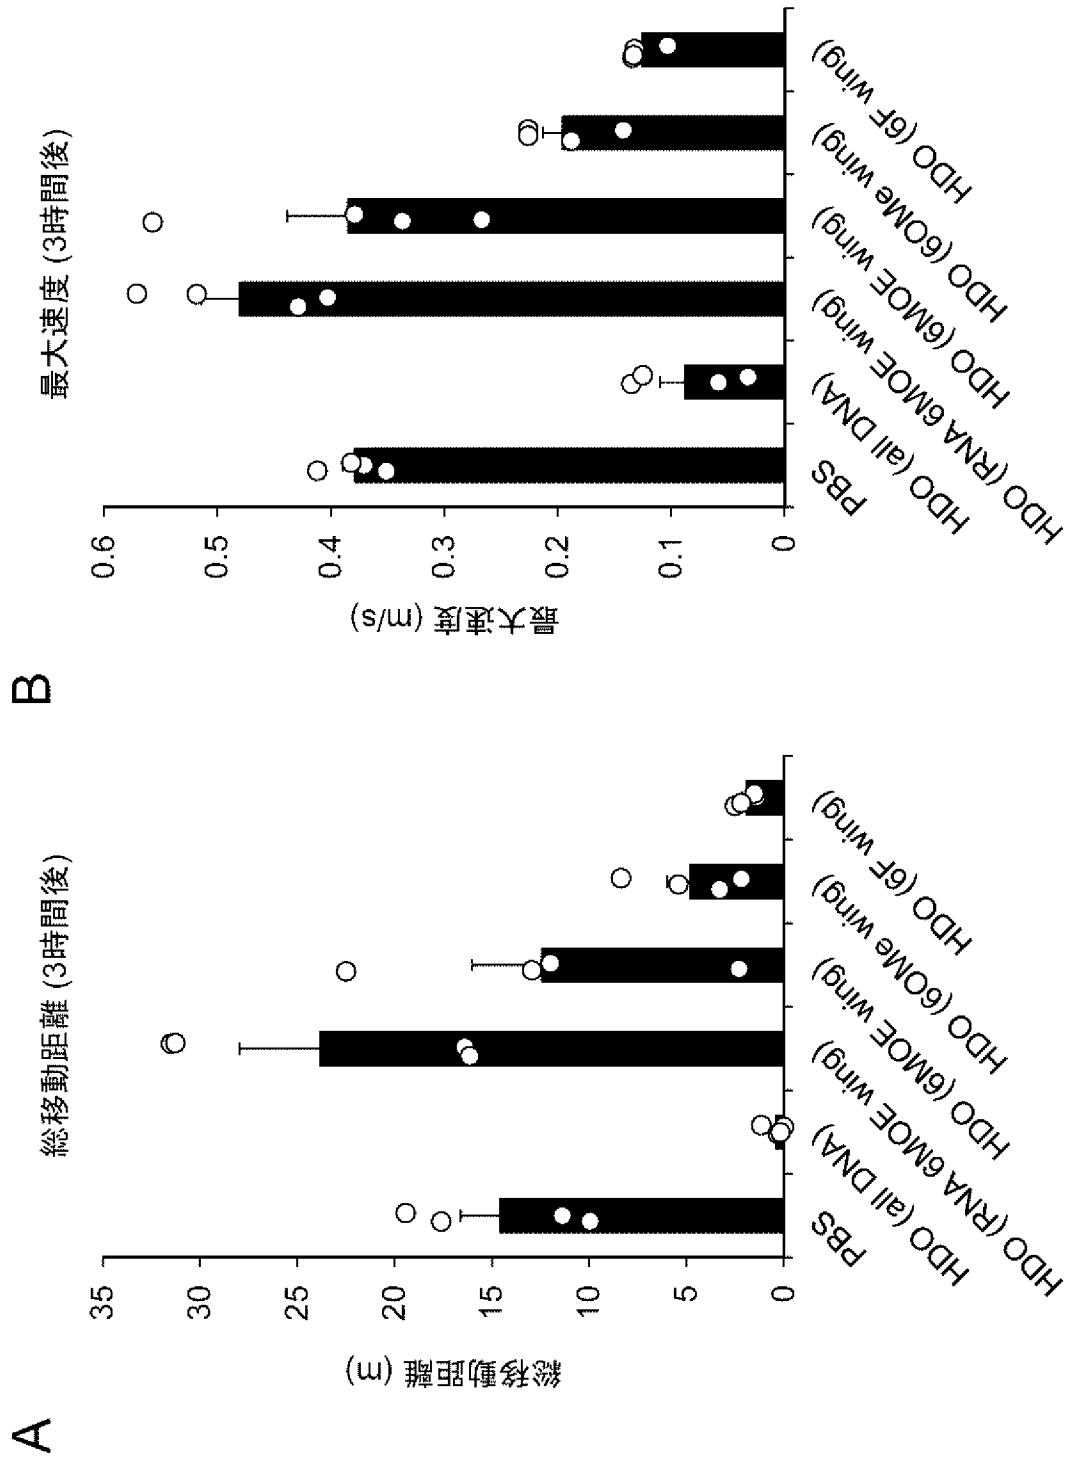 A
総移動距離 (3時間後)
総移動距離 (m)
35
30
25
20
15
10
5
0
PBS
HDO (all DNA)
HDO (RNA 6MOE wing)
HDO (6MOE wing)
HDO (6OMe wing)
HDO (6F wing)
B
最大速度 (3時間後)
最大速度 (m/s)
0.6
0.5
0.4
0.3
0.2
0.1
0
PBS
HDO (all DNA)
HDO (RNA 6MOE wing)
HDO (6MOE wing)
HDO (6OMe wing)
HDO (6F wing)